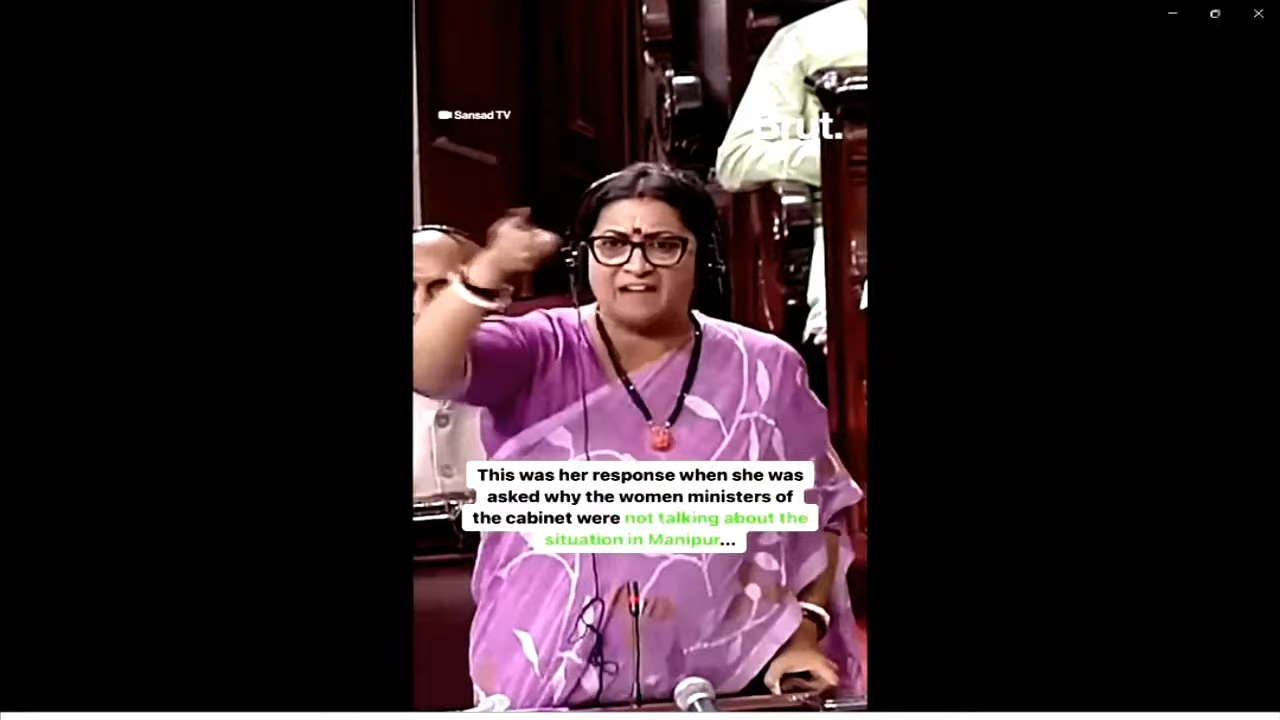 Sansad TV
Brut.
This was her response when she was
asked why the women ministers of
the cabinet were not talking about the
situation in Manipur...